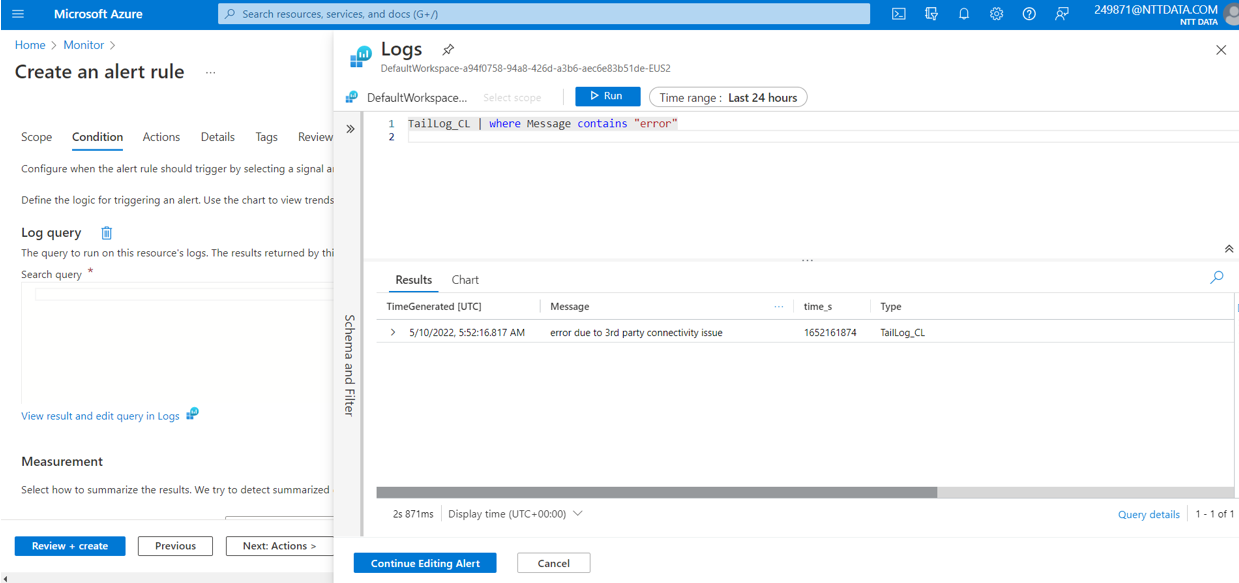 Microsoft Azure
Search resources, services, and docs (G+/)
249871@NTTDATA.COM
NTT DATA
Home > Monitor >
Create an alert rule ...
Scope Condition Actions Details Tags Review
Configure when the alert rule should trigger by selecting a signal
Define the logic for triggering an alert. Use the chart to view trends
Log query
The query to run on this resource's logs. The results returned by
Search query *
View result and edit query in Logs
Measurement
Select how to summarize the results. We try to detect summarized
Review + create Previous Next: Actions >
Logs
DefaultWorkspace-a94f0758-94a8-426d-a3b6-aec6e83b51de-EUS2
DefaultWorkspace... Select scope Run Time range : Last 24 hours
1 TailLog_CL | where Message contains "error"
2
Schema and Filter
Results Chart
TimeGenerated [UTC] Message ... time_s Type
5/10/2022, 5:52:16.817 AM error due to 3rd party connectivity issue 1652161874 TailLog_CL
2s 871ms Display time (UTC+00:00) Query details 1 - 1 of 1
Continue Editing Alert Cancel